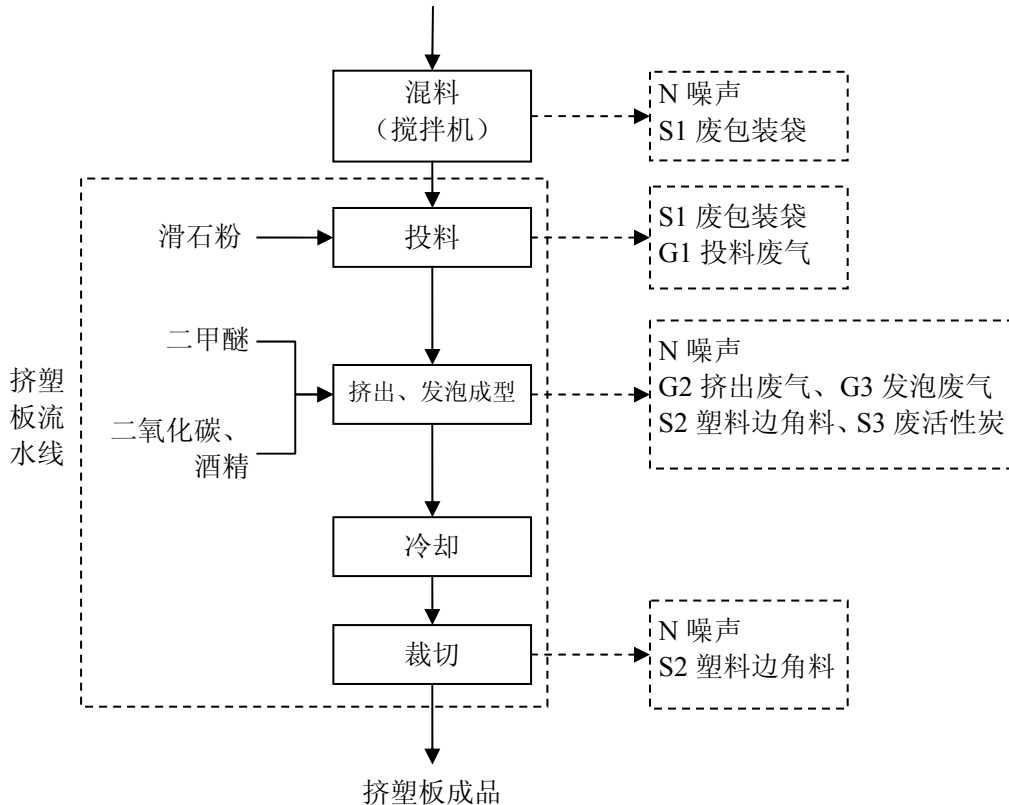 混料
（搅拌机）
N 噪声
S1 废包装袋
滑石粉
投料
S1 废包装袋
G1 投料废气
二甲醚
二氧化碳、
酒精
挤出、发泡成型
N 噪声
G2 挤出废气、G3 发泡废气
S2 塑料边角料、S3 废活性炭
挤塑
板流
水线
冷却
裁切
N 噪声
S2 塑料边角料
挤塑板成品